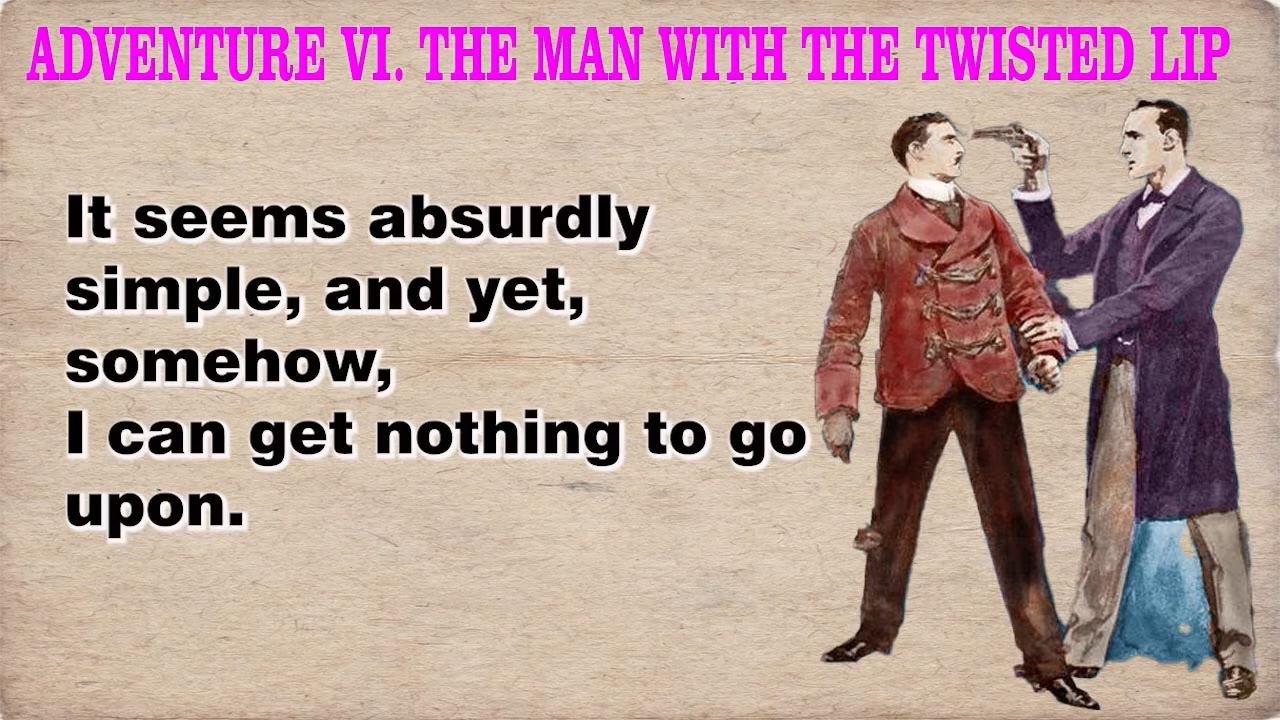 ADVENTURE VI. THE MAN WITH THE TWISTED LIP
It seems absurdly
simple, and yet,
somehow,
I can get nothing to go
upon.